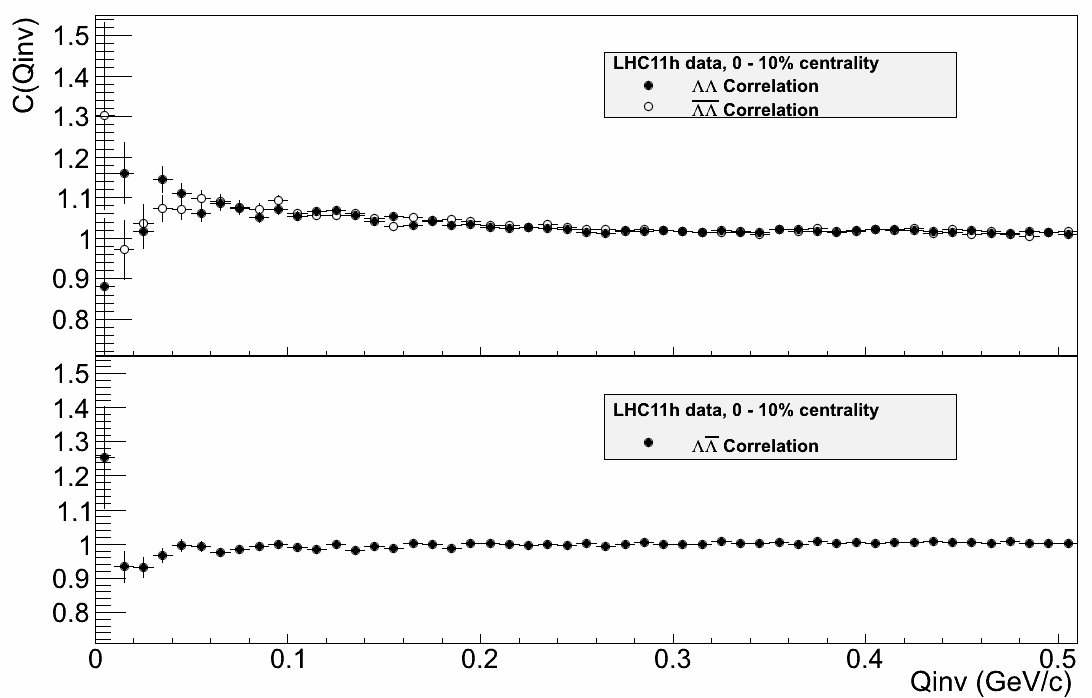 C(Qinv)
1.5
1.4
1.3
1.2
1.1
1
0.9
0.8
LHC11h data, 0 - 10% centrality
ΛΛ Correlation
Λ̅Λ̅ Correlation
1.5
1.4
1.3
1.2
1.1
1
0.9
0.8
LHC11h data, 0 - 10% centrality
ΛΛ̅ Correlation
0 0.1 0.2 0.3 0.4 0.5
Qinv (GeV/c)